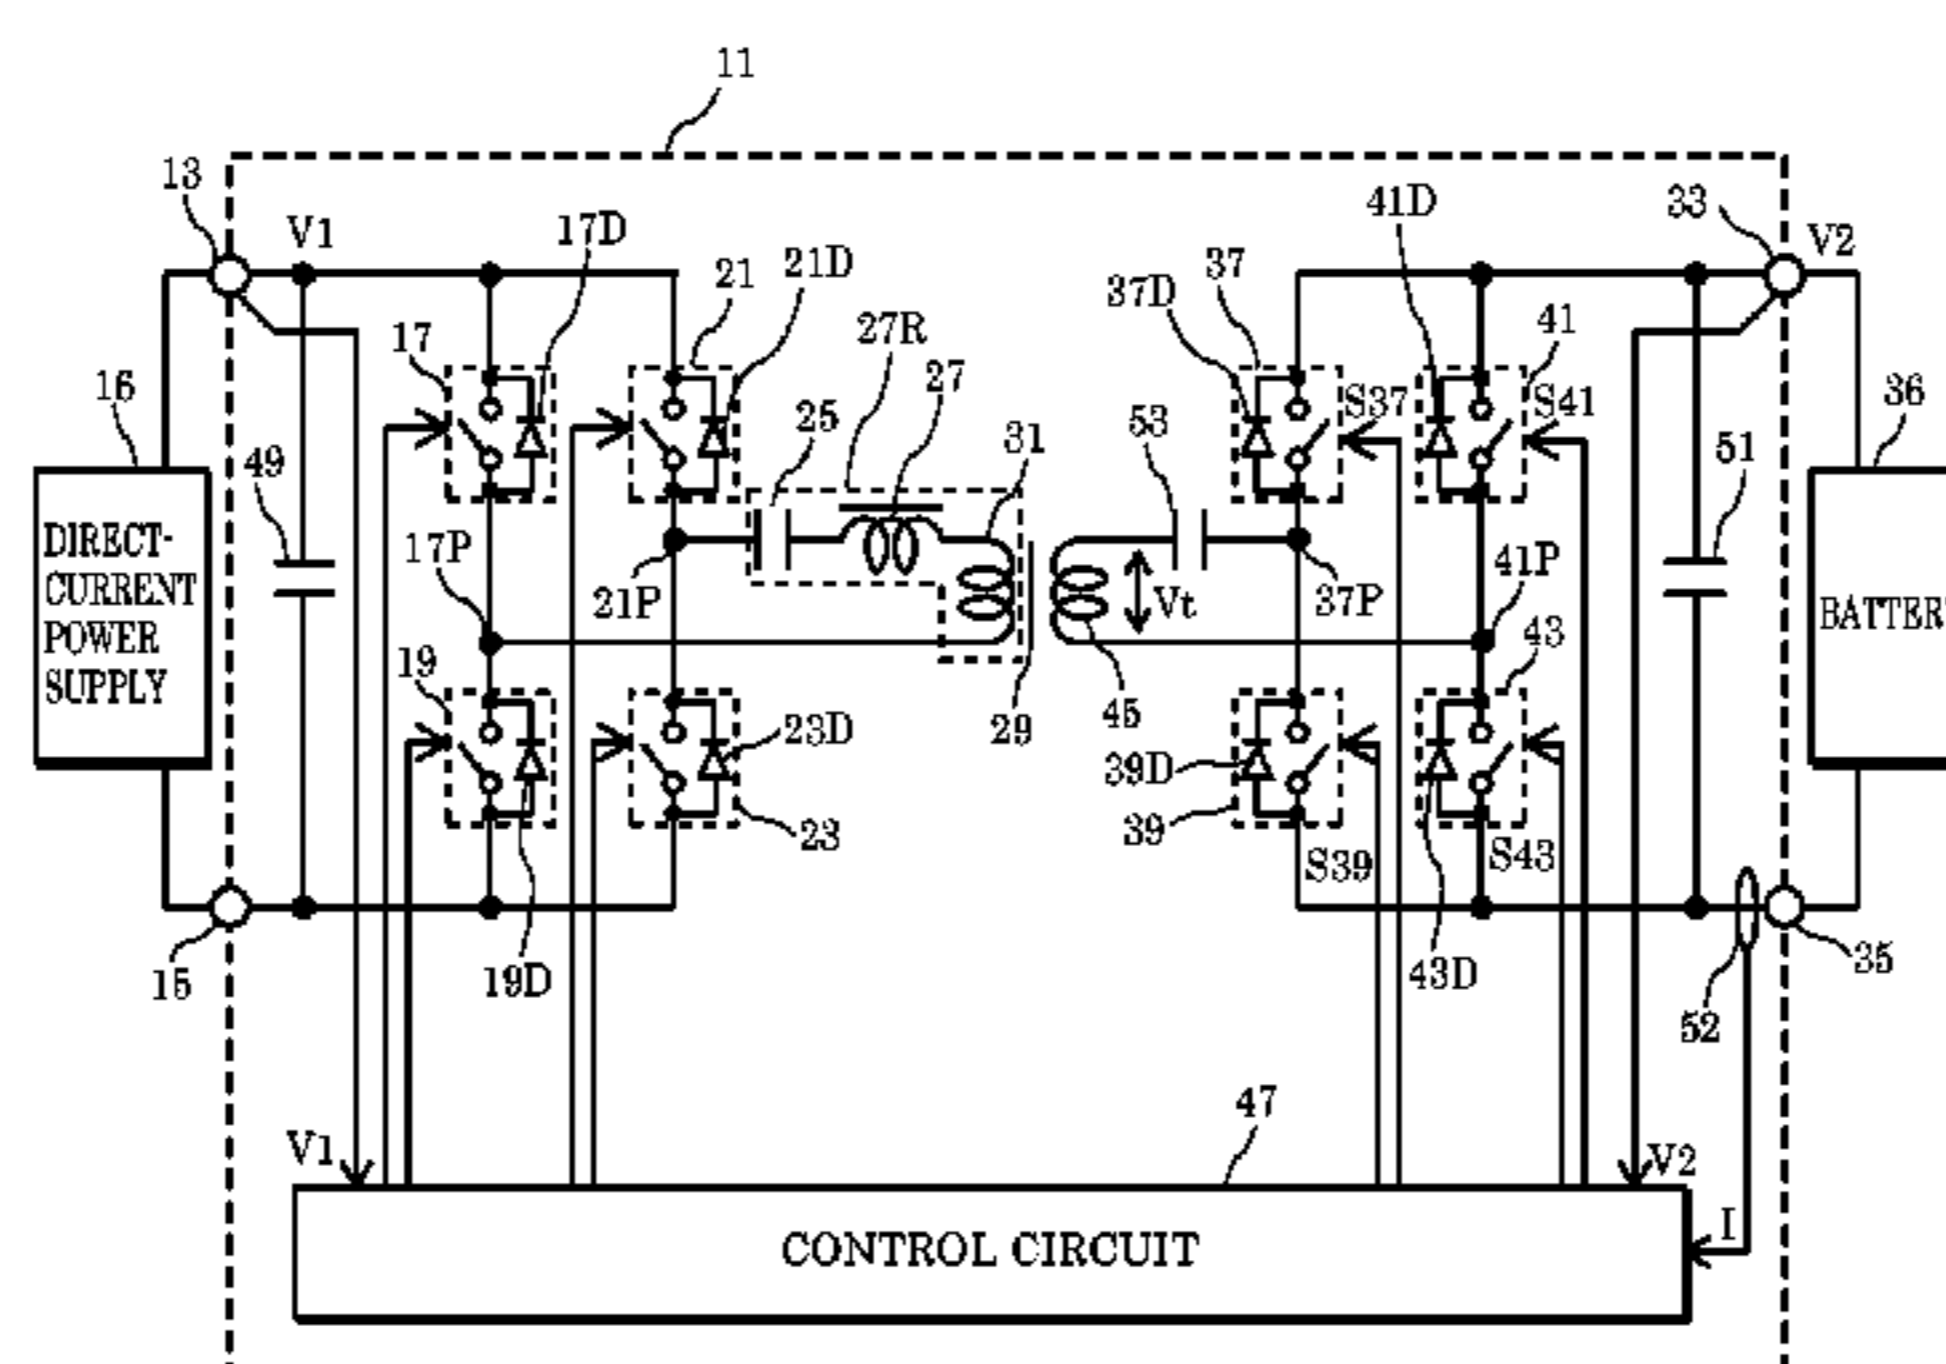 11
13
V1
17D
21
21D
27R
27
37D
37
41D
33
V2
41
17
16
25
31
53
S37
S41
36
49
51
DIRECT-
CURRENT
POWER
SUPPLY
17P
21P
Vt
37P
41P
BATTER
43
19
29
45
23D
39D
23
39
S39
S43
15
19D
43D
52
35
47
V1
V2
I
CONTROL CIRCUIT